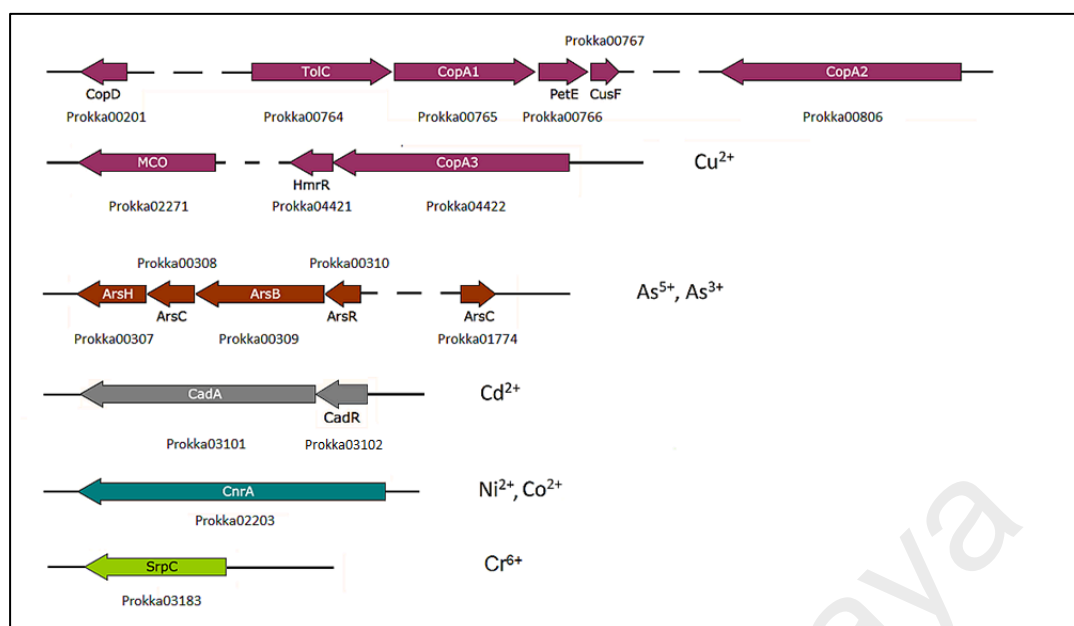 Prokka00767
TolC CopA1 CopA2
CopD PetE CusF
Prokka00201 Prokka00764 Prokka00765 Prokka00766 Prokka00806
MCO CopA3 Cu²⁺
HmrR
Prokka02271 Prokka04421 Prokka04422
Prokka00308 Prokka00310
ArsH ArsB As⁵⁺, As³⁺
ArsC ArsR ArsC
Prokka00307 Prokka00309 Prokka01774
CadA Cd²⁺
CadR
Prokka03101 Prokka03102
CnrA Ni²⁺, Co²⁺
Prokka02203
SrpC Cr⁶⁺
Prokka03183
aya